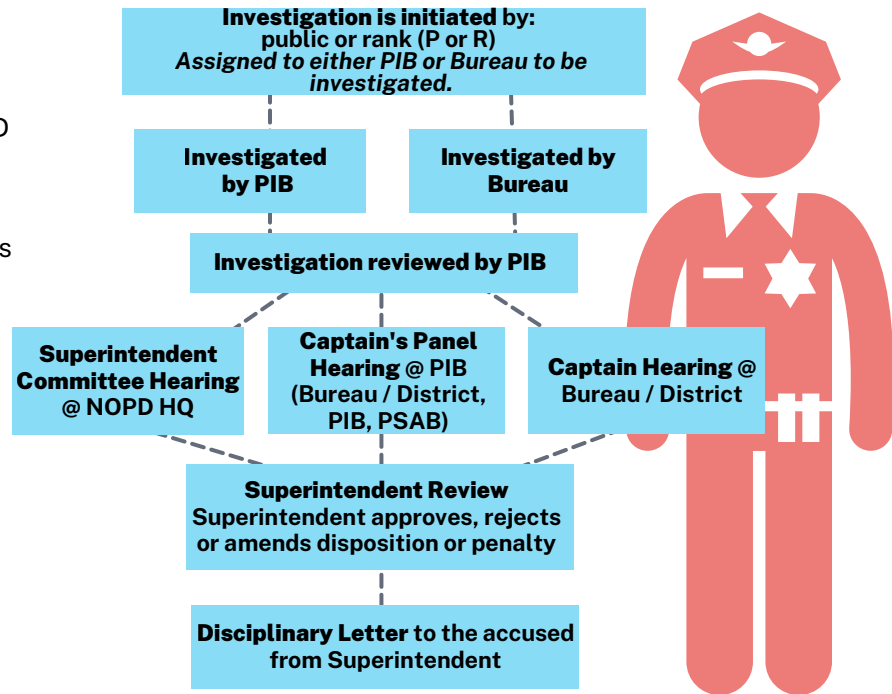 Investigation is initiated by:
public or rank (P or R)
Assigned to either PIB or Bureau to be
investigated.
Investigated
by PIB
Investigated by
Bureau
Investigation reviewed by PIB
Superintendent
Committee Hearing
@ NOPD HQ
Captain's Panel
Hearing @ PIB
(Bureau / District,
PIB, PSAB)
Captain Hearing @
Bureau / District
Superintendent Review
Superintendent approves, rejects
or amends disposition or penalty
Disciplinary Letter to the accused
from Superintendent